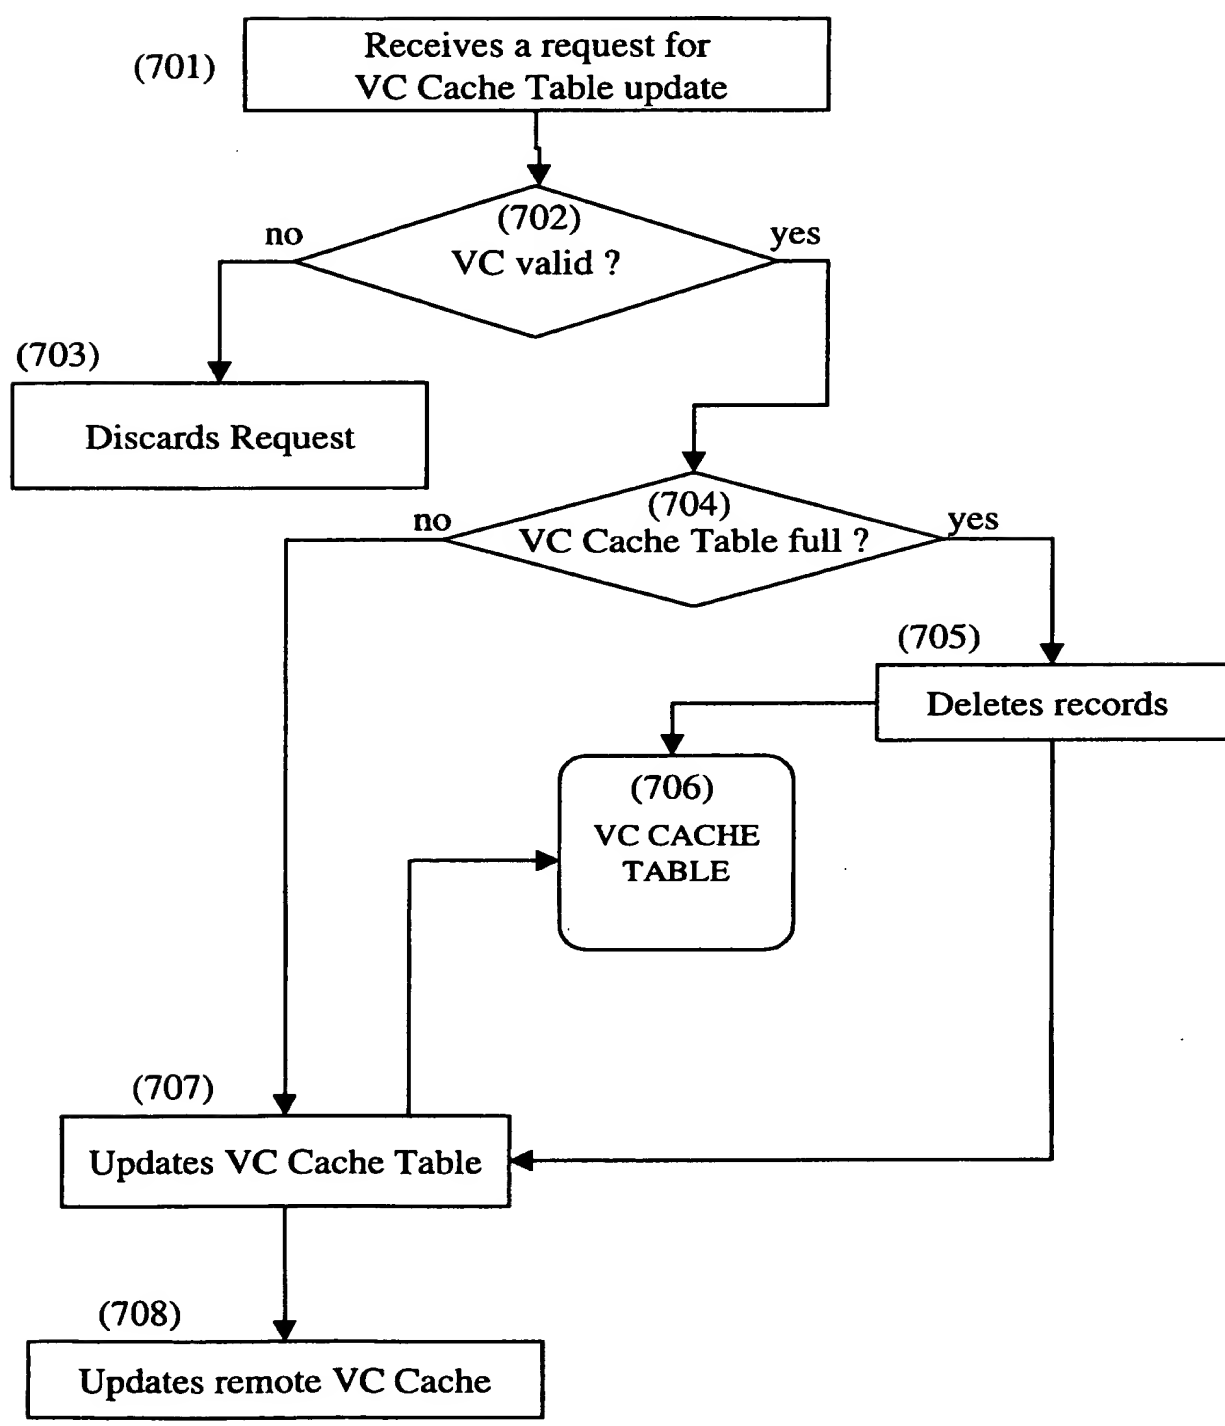 (701)
Receives a request for
VC Cache Table update
(702)
VC valid ?
no
yes
(703)
Discards Request
(704)
VC Cache Table full ?
no
yes
(705)
Deletes records
(706)
VC CACHE
TABLE
(707)
Updates VC Cache Table
(708)
Updates remote VC Cache